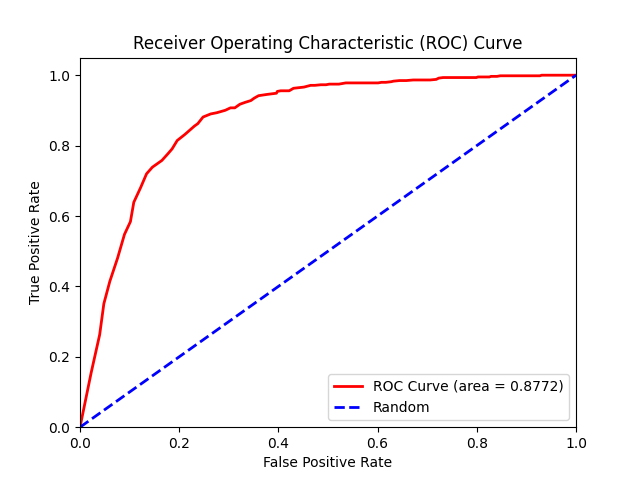 Receiver Operating Characteristic (ROC) Curve
1.0
0.8
0.6
0.4
0.2
0.0
True Positive Rate
ROC Curve (area = 0.8772)
Random
0.0 0.2 0.4 0.6 0.8 1.0
False Positive Rate